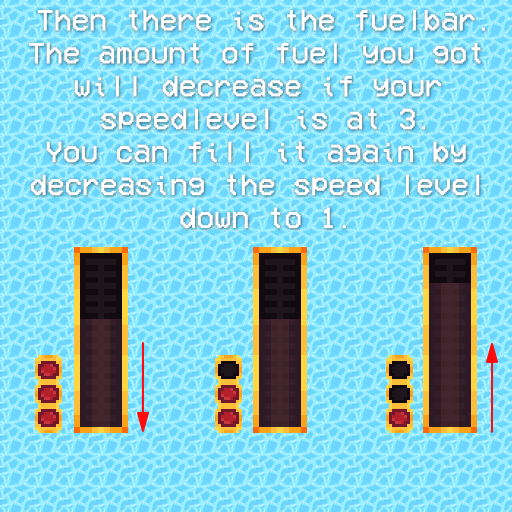 Then there is the fuelbar.
The amount of fuel you got
will decrease if your
speedlevel is at 3.
You can fill it again by
decreasing the speed level
down to 1.